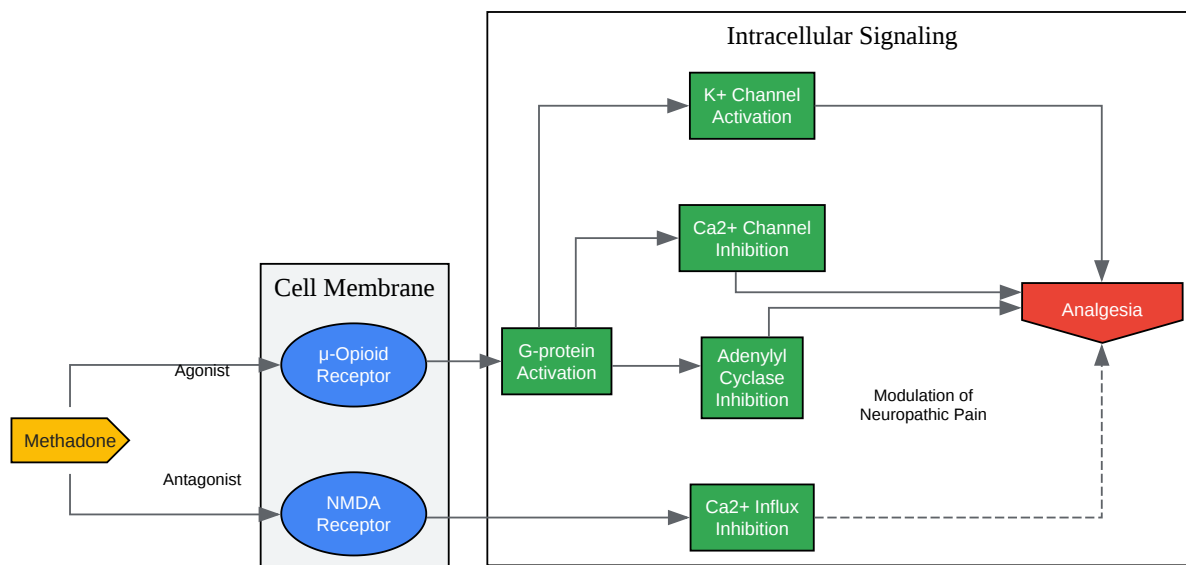 Intracellular Signaling
K+ Channel
Activation
Ca2+ Channel
Inhibition
Cell Membrane
Analgesia
μ-Opioid
Receptor
G-protein
Activation
Adenylyl
Cyclase
Inhibition
Agonist
Modulation of
Neuropathic Pain
Methadone
Antagonist
NMDA
Receptor
Ca2+ Influx
Inhibition